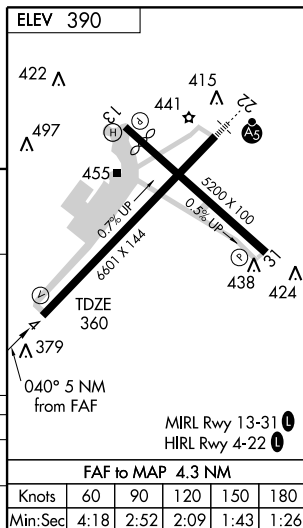 ELEV 390
422
415
22
441
A5
497
13
H
P
455
5200 X 100
0.7% UP
0.5% UP
6601 X 144
31
P
438
424
V
TDZE
360
379
040° 5 NM
from FAF
MIRL Rwy 13-31 L
HIRL Rwy 4-22 L
FAF to MAP 4.3 NM
Knots 60 90 120 150 180
Min:Sec 4:18 2:52 2:09 1:43 1:26